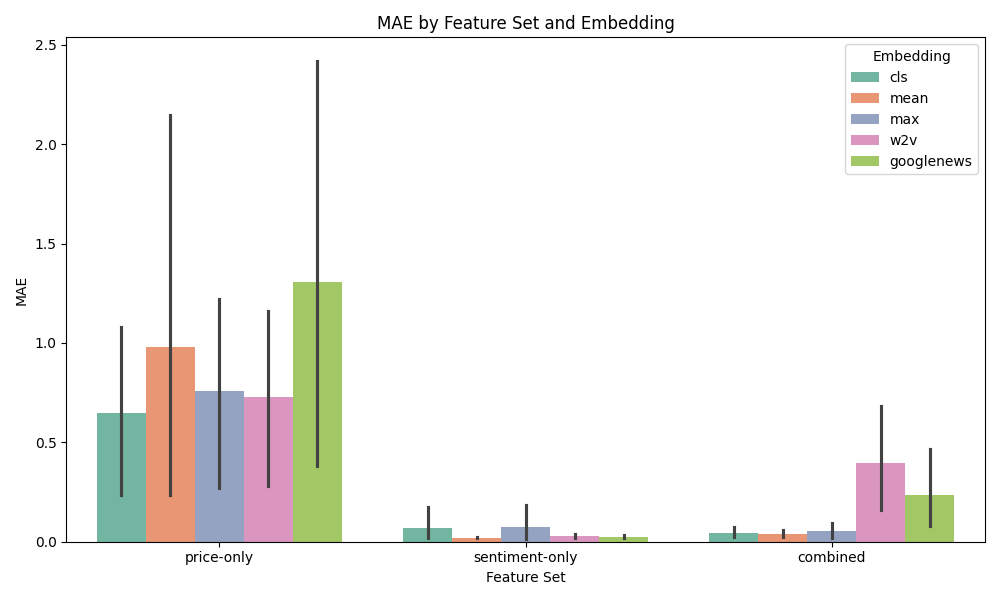 MAE by Feature Set and Embedding
MAE
2.5
2.0
1.5
1.0
0.5
0.0
Embedding
cls
mean
max
w2v
googlenews
price-only
sentiment-only
combined
Feature Set